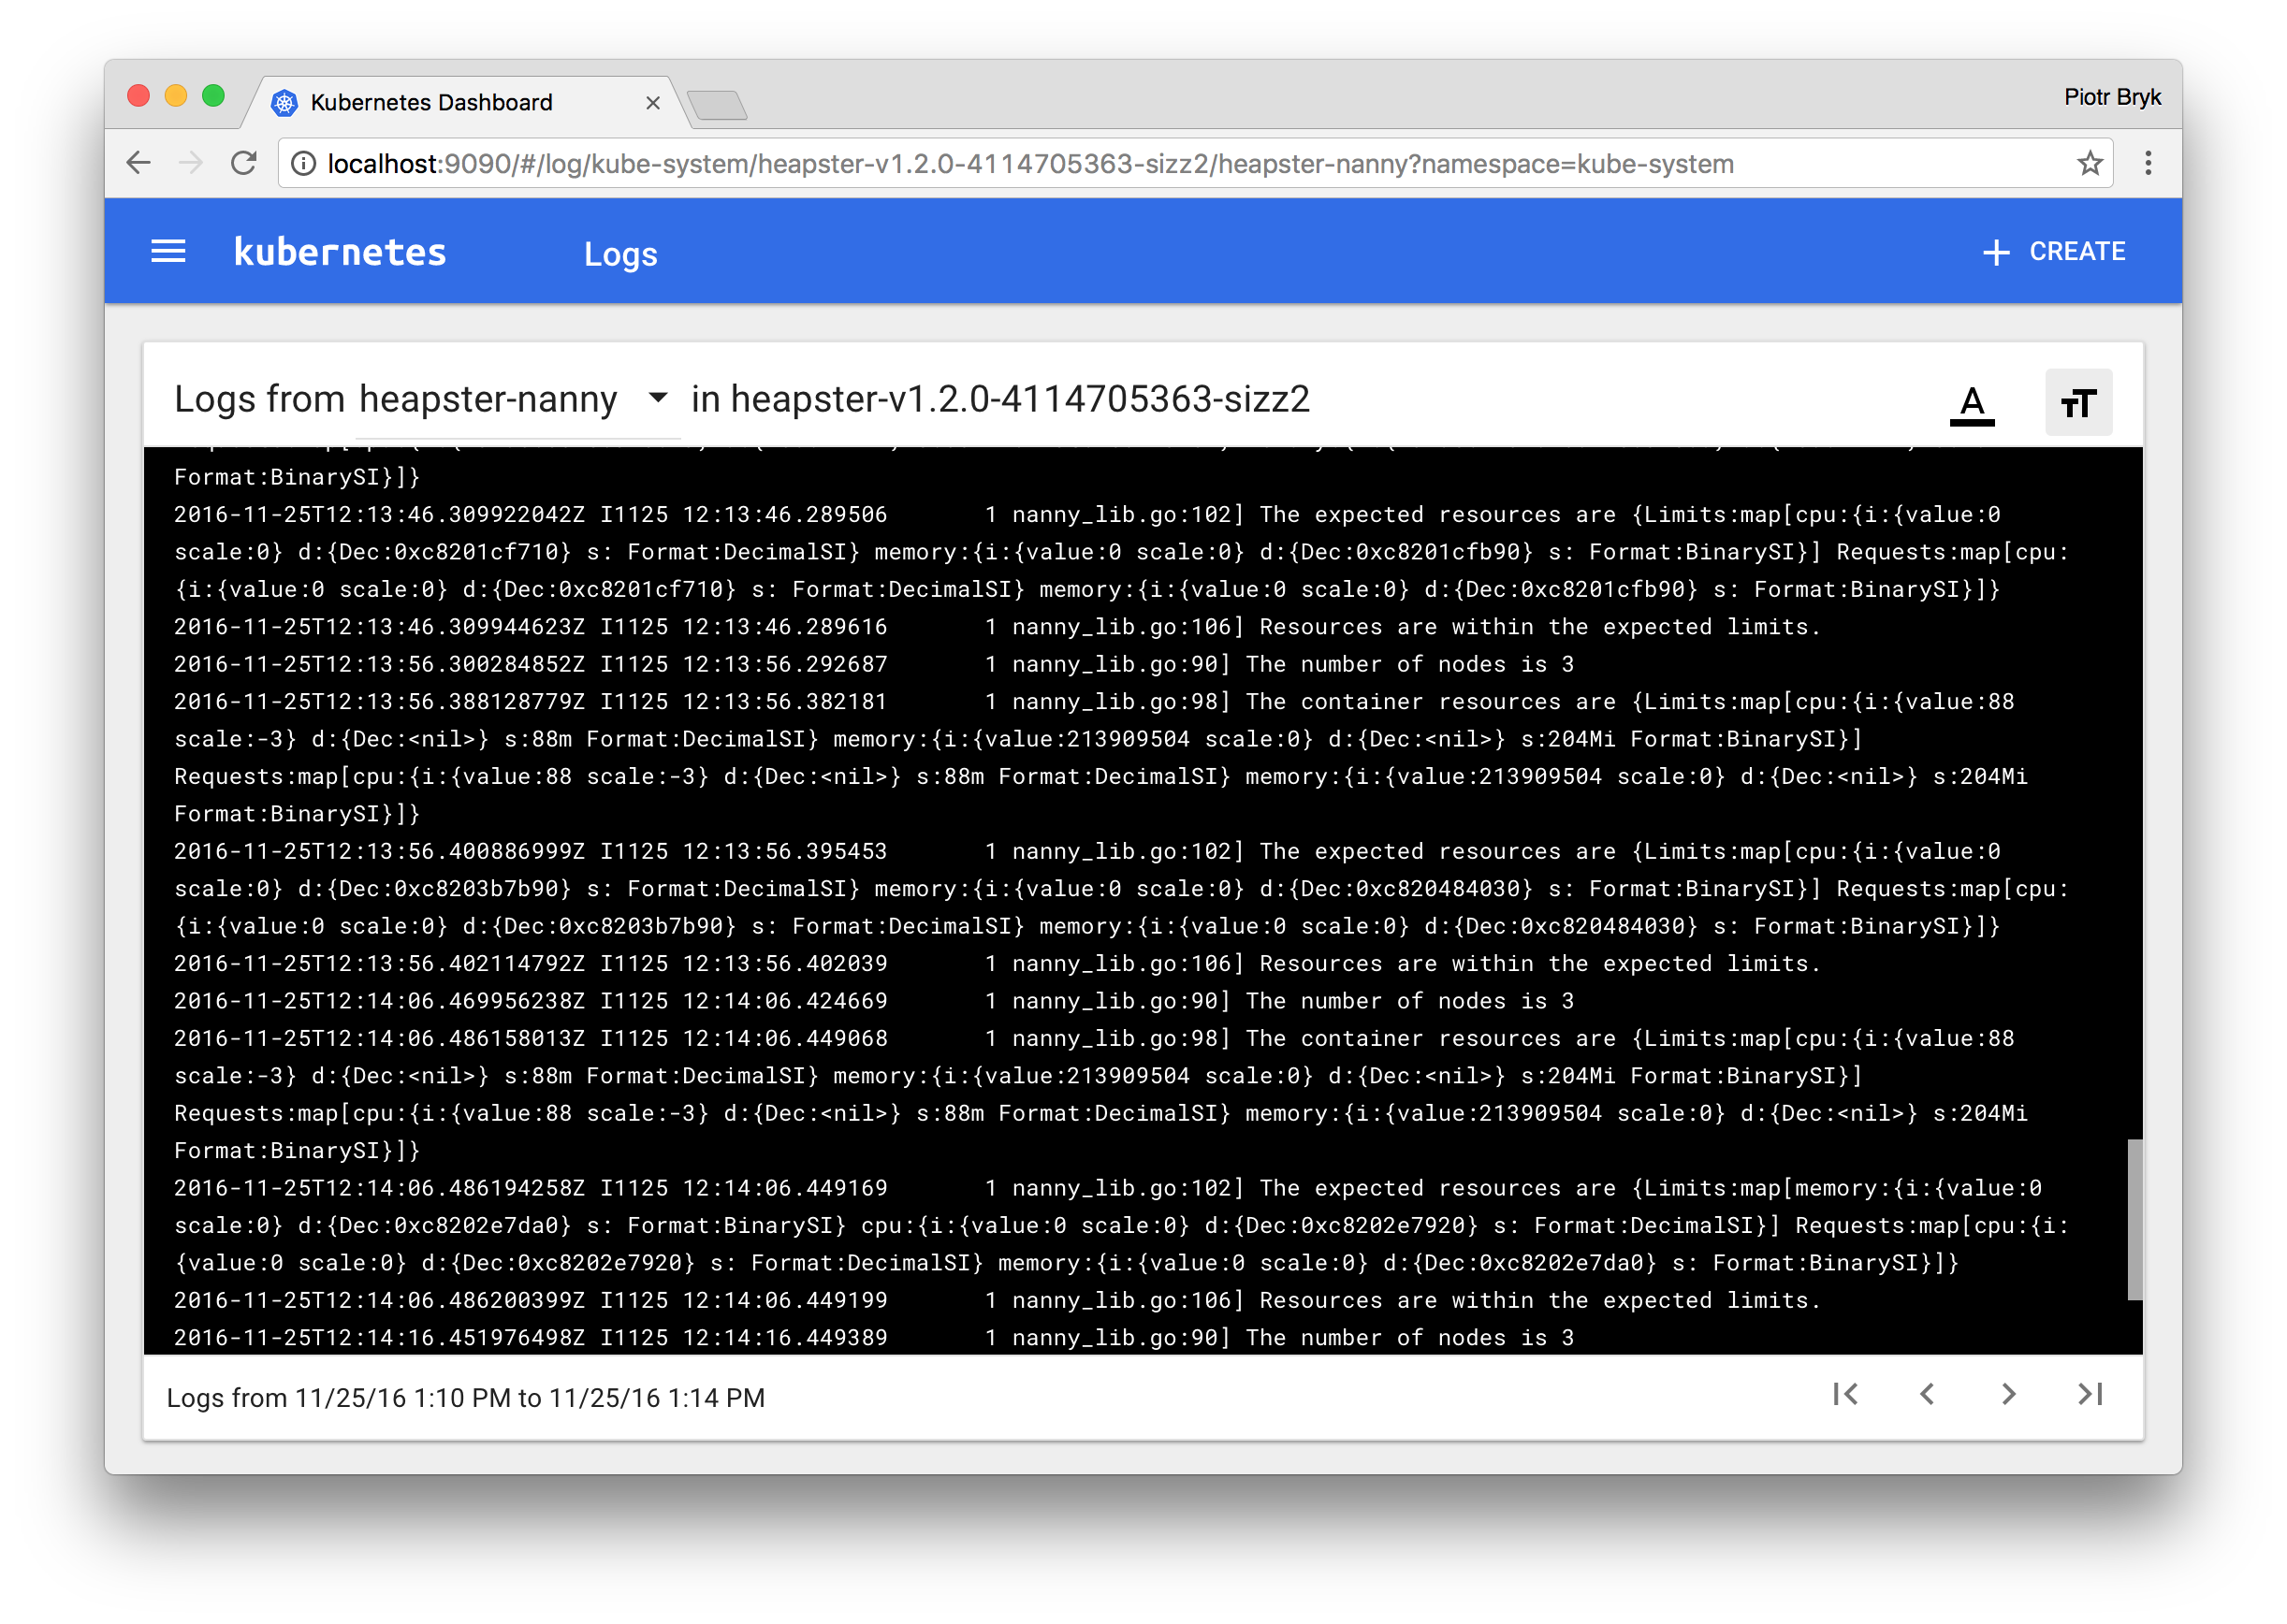 Kubernetes Dashboard
Piotr Bryk
localhost:9090/#/log/kube-system/heapster-v1.2.0-4114705363-sizz2/heapster-nanny?namespace=kube-system
kubernetes Logs CREATE
Logs from heapster-nanny in heapster-v1.2.0-4114705363-sizz2
A TT
Format:BinarySI}]}
2016-11-25T12:13:46.309922042Z I1125 12:13:46.289506       1 nanny_lib.go:102] The expected resources are {Limits:map[cpu:{i:{value:0
scale:0} d:{Dec:0xc8201cf710} s: Format:DecimalSI} memory:{i:{value:0 scale:0} d:{Dec:0xc8201cfb90} s: Format:BinarySI}] Requests:map[cpu:
{i:{value:0 scale:0} d:{Dec:0xc8201cf710} s: Format:DecimalSI} memory:{i:{value:0 scale:0} d:{Dec:0xc8201cfb90} s: Format:BinarySI}]}
2016-11-25T12:13:46.309944623Z I1125 12:13:46.289616       1 nanny_lib.go:106] Resources are within the expected limits.
2016-11-25T12:13:56.300284852Z I1125 12:13:56.292687       1 nanny_lib.go:90] The number of nodes is 3
2016-11-25T12:13:56.388128779Z I1125 12:13:56.382181       1 nanny_lib.go:98] The container resources are {Limits:map[cpu:{i:{value:88
scale:-3} d:{Dec:<nil>} s:88m Format:DecimalSI} memory:{i:{value:213909504 scale:0} d:{Dec:<nil>} s:204Mi Format:BinarySI}]
Requests:map[cpu:{i:{value:88 scale:-3} d:{Dec:<nil>} s:88m Format:DecimalSI} memory:{i:{value:213909504 scale:0} d:{Dec:<nil>} s:204Mi
Format:BinarySI}]}
2016-11-25T12:13:56.400886999Z I1125 12:13:56.395453       1 nanny_lib.go:102] The expected resources are {Limits:map[cpu:{i:{value:0
scale:0} d:{Dec:0xc8203b7b90} s: Format:DecimalSI} memory:{i:{value:0 scale:0} d:{Dec:0xc820484030} s: Format:BinarySI}] Requests:map[cpu:
{i:{value:0 scale:0} d:{Dec:0xc8203b7b90} s: Format:DecimalSI} memory:{i:{value:0 scale:0} d:{Dec:0xc820484030} s: Format:BinarySI}]}
2016-11-25T12:13:56.402114792Z I1125 12:13:56.402039       1 nanny_lib.go:106] Resources are within the expected limits.
2016-11-25T12:14:06.469956238Z I1125 12:14:06.424669       1 nanny_lib.go:90] The number of nodes is 3
2016-11-25T12:14:06.486158013Z I1125 12:14:06.449068       1 nanny_lib.go:98] The container resources are {Limits:map[cpu:{i:{value:88
scale:-3} d:{Dec:<nil>} s:88m Format:DecimalSI} memory:{i:{value:213909504 scale:0} d:{Dec:<nil>} s:204Mi Format:BinarySI}]
Requests:map[cpu:{i:{value:88 scale:-3} d:{Dec:<nil>} s:88m Format:DecimalSI} memory:{i:{value:213909504 scale:0} d:{Dec:<nil>} s:204Mi
Format:BinarySI}]}
2016-11-25T12:14:06.486194258Z I1125 12:14:06.449169       1 nanny_lib.go:102] The expected resources are {Limits:map[memory:{i:{value:0
scale:0} d:{Dec:0xc8202e7da0} s: Format:BinarySI} cpu:{i:{value:0 scale:0} d:{Dec:0xc8202e7920} s: Format:DecimalSI}] Requests:map[cpu:{i:
{value:0 scale:0} d:{Dec:0xc8202e7920} s: Format:DecimalSI} memory:{i:{value:0 scale:0} d:{Dec:0xc8202e7da0} s: Format:BinarySI}]}
2016-11-25T12:14:06.486200399Z I1125 12:14:06.449199       1 nanny_lib.go:106] Resources are within the expected limits.
2016-11-25T12:14:16.451976498Z I1125 12:14:16.449389       1 nanny_lib.go:90] The number of nodes is 3
Logs from 11/25/16 1:10 PM to 11/25/16 1:14 PM